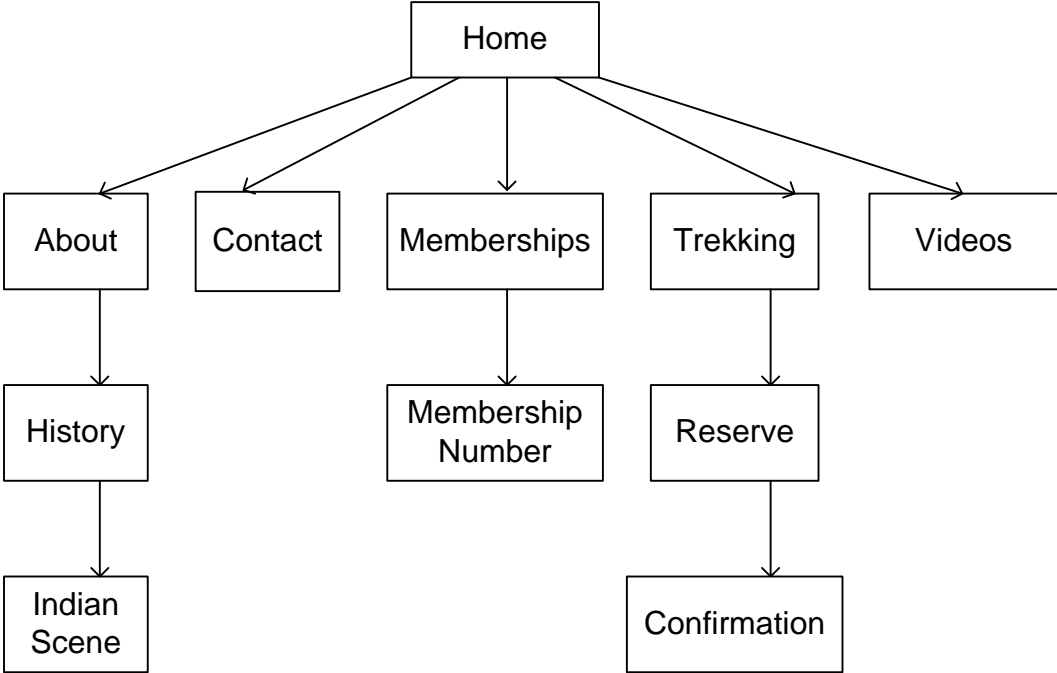 Home
About
Contact
Memberships
Trekking
Videos
History
Membership
Number
Reserve
Indian
Scene
Confirmation